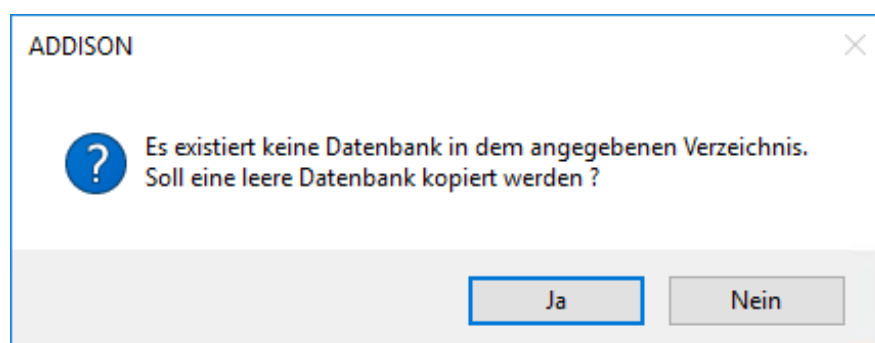 ADDISON
Es existiert keine Datenbank in dem angegebenen Verzeichnis.
Soll eine leere Datenbank kopiert werden ?
Ja
Nein